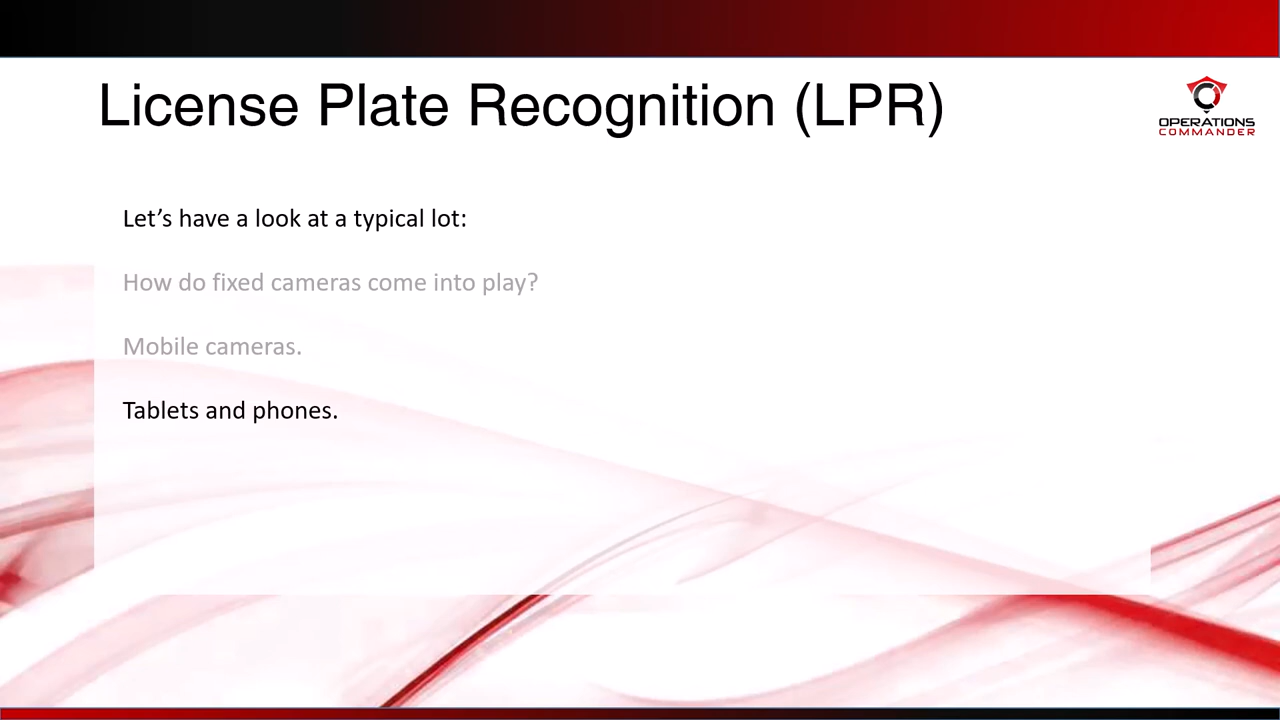 License Plate Recognition (LPR)
OPERATIONS
COMMANDER
Let’s have a look at a typical lot:
How do fixed cameras come into play?
Mobile cameras.
Tablets and phones.